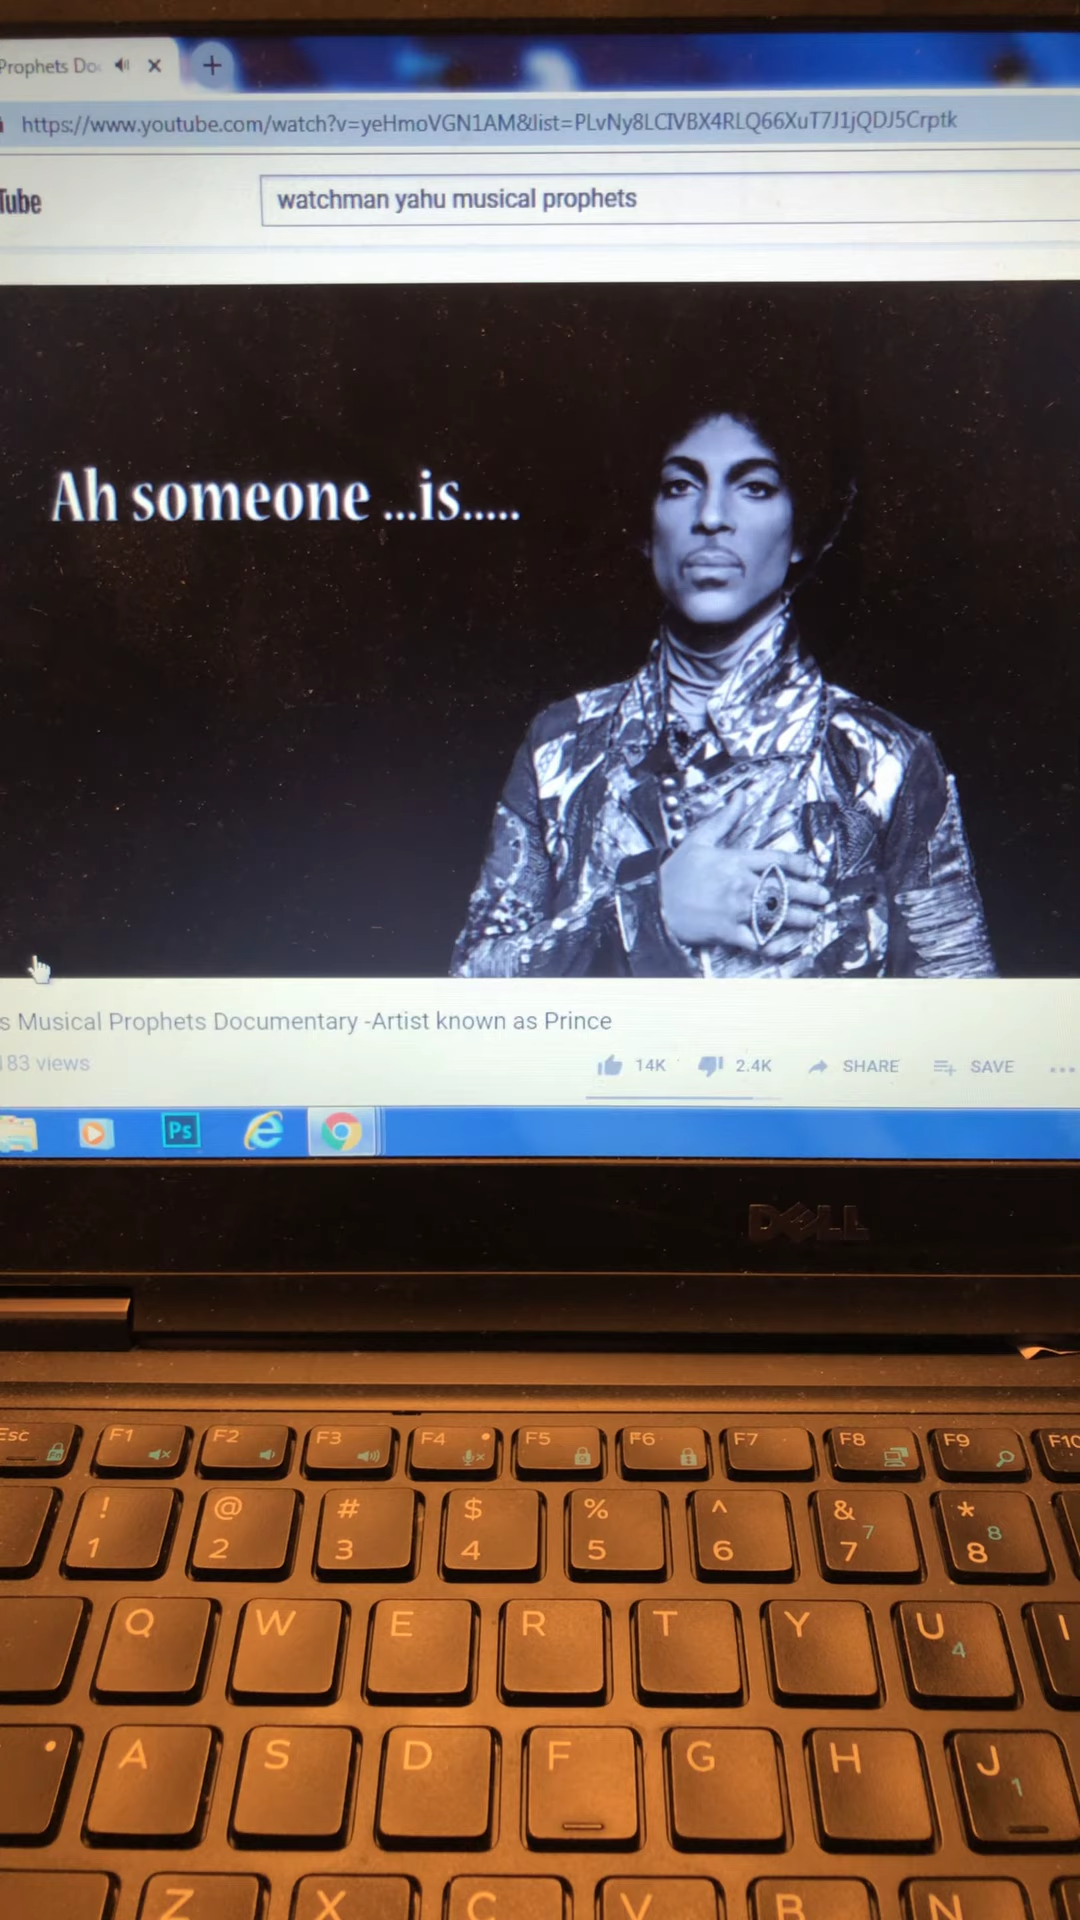 Prophets Do
https://www.youtube.com/watch?v=yeHmoVGN1AM&list=PLvNy8LCIVBX4RLQ66XuT7J1jQDJ5Crptk
Tube
watchman yahu musical prophets
Ah someone ...is.....
s Musical Prophets Documentary -Artist known as Prince
183 views
14K 2.4K SHARE SAVE ...
Ps
DELL
Esc F1 F2 F3 F4 F5 F6 F7 F8 F9 F10
! @ # $ % ^ & *
1 2 3 4 5 6 7 7 8 8
Q W E R T Y U 4 I
A S D F G H J 1
Z X C V B N